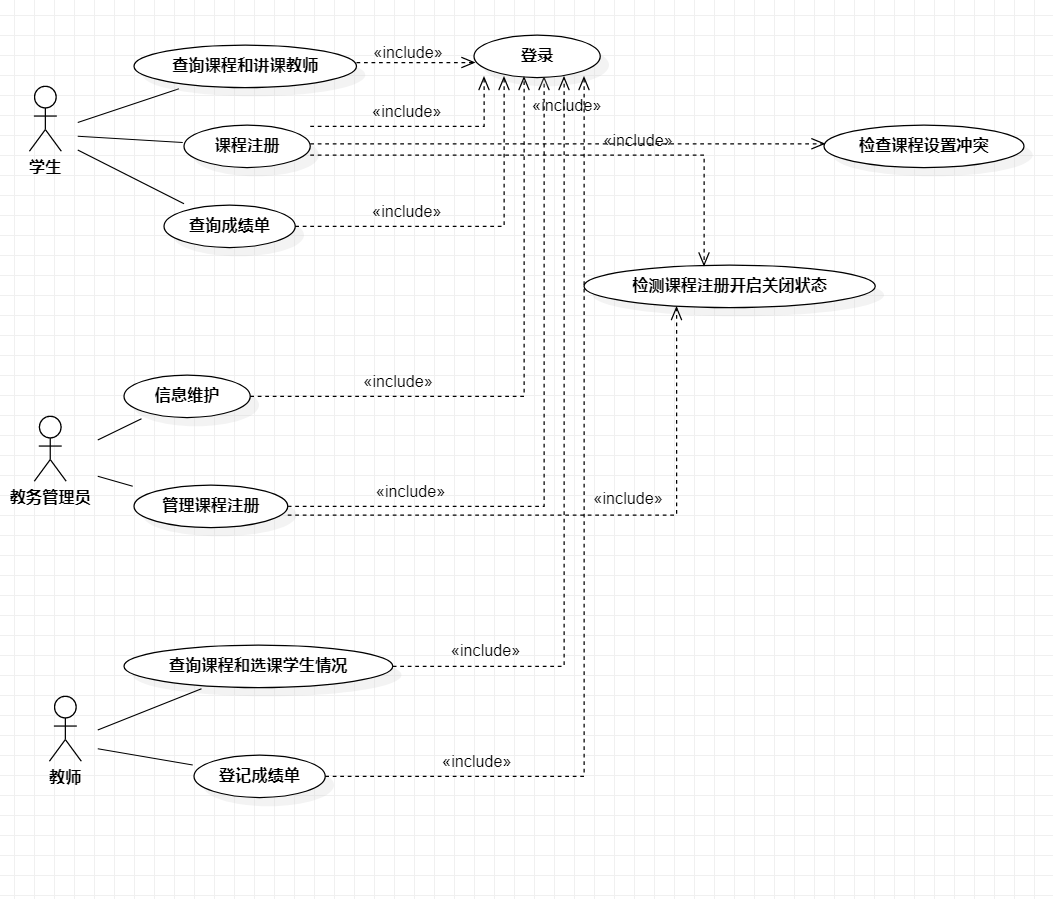 查询课程和讲课教师
«include»
登录
«include»
«include»
学生
课程注册
«include»
检查课程设置冲突
查询成绩单
«include»
检测课程注册开启关闭状态
信息维护
«include»
教务管理员
管理课程注册
«include»
«include»
查询课程和选课学生情况
«include»
教师
登记成绩单
«include»